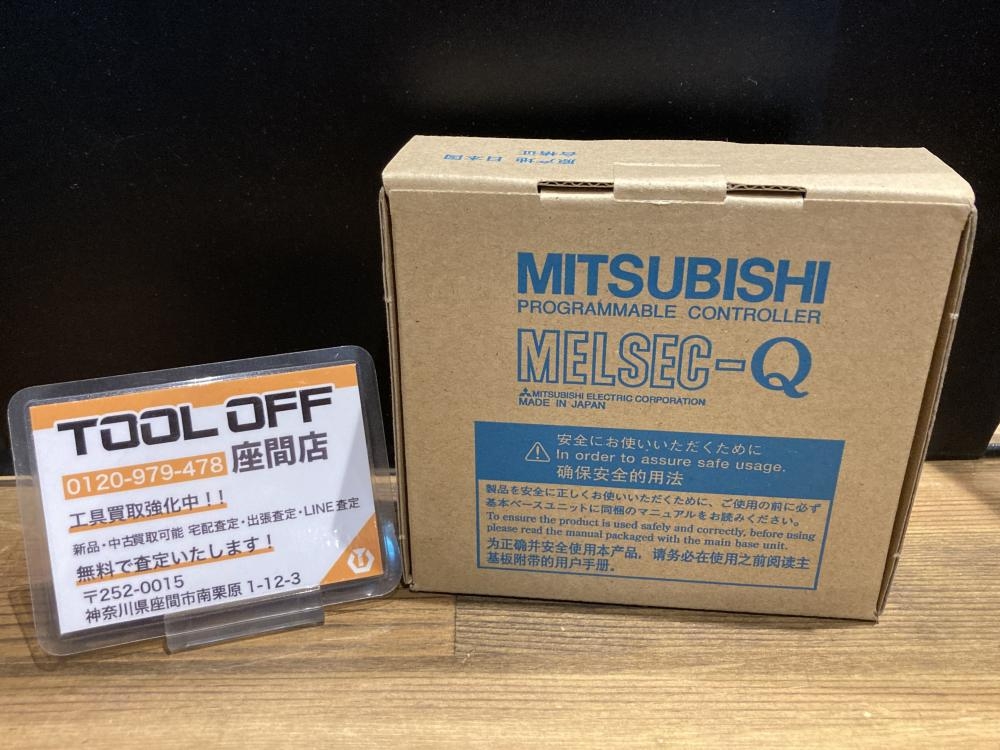 TOOL OFF
0120-979-478 座間店
工具買取強化中！！
新品・中古買取可能 宅配査定・出張査定・LINE査定
無料で査定いたします！
〒252-0015
神奈川県座間市南栗原 1-12-3
原产地 日本国
合格证
MITSUBISHI
PROGRAMMABLE CONTROLLER
MELSEC-Q
MITSUBISHI ELECTRIC CORPORATION
MADE IN JAPAN
安全にお使いいただくために
In order to assure safe usage.
确保安全的用法
製品を安全に正しくお使いいただくために、ご使用の前に必ず
基本ベースユニットに同梱のマニュアルをお読みください。
To ensure the product is used safely and correctly, before using
please read the manual packaged with the main base unit.
为正确并安全使用本产品，请务必在使用之前阅读主
基板附带的用户手册。